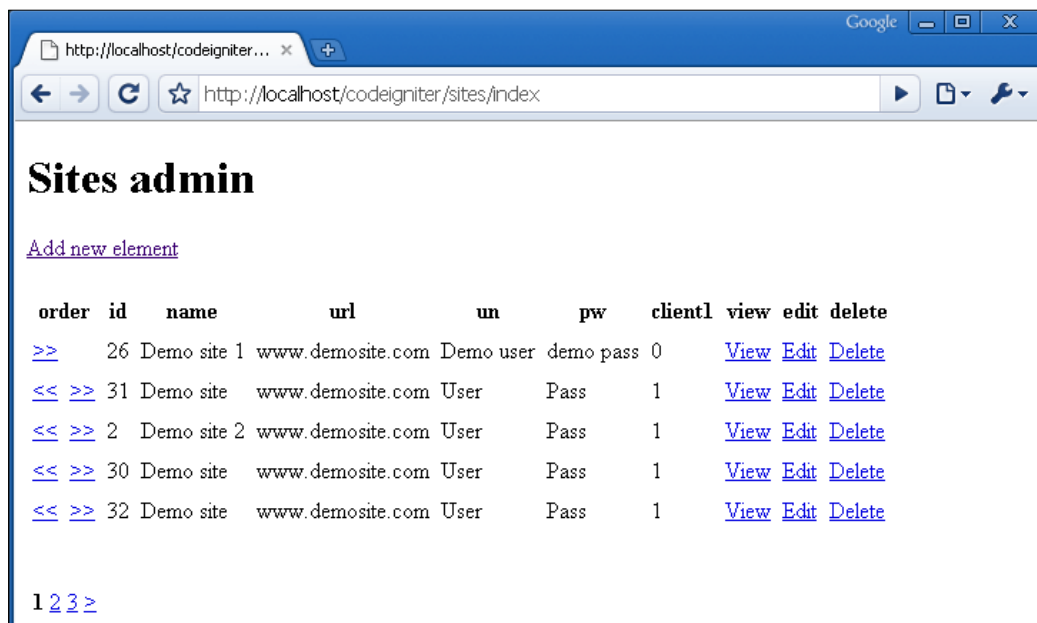 Google
http://localhost/codeigniter...
http://localhost/codeigniter/sites/index
Sites admin
Add new element
order id name url un pw client1 view edit delete
>> 26 Demo site 1 www.demosite.com Demo user demo pass 0 View Edit Delete
<< >> 31 Demo site www.demosite.com User Pass 1 View Edit Delete
<< >> 2 Demo site 2 www.demosite.com User Pass 1 View Edit Delete
<< >> 30 Demo site www.demosite.com User Pass 1 View Edit Delete
<< >> 32 Demo site www.demosite.com User Pass 1 View Edit Delete
1 2 3 >